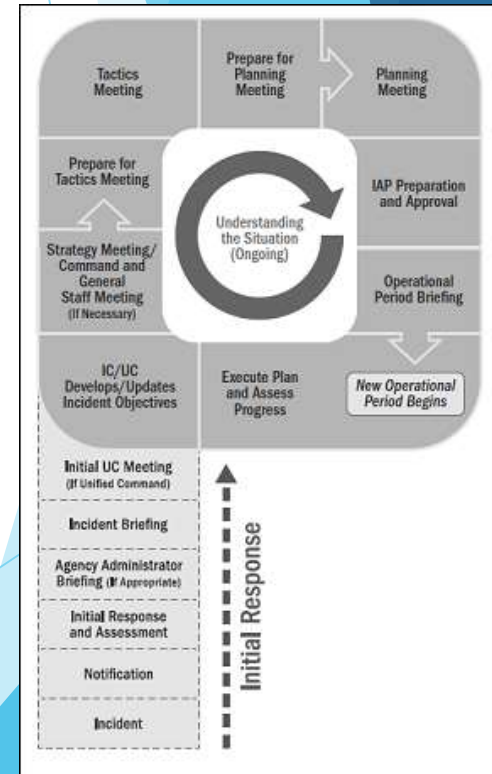 Tactics
Meeting
Prepare for
Planning
Meeting
Planning
Meeting
Prepare for
Tactics Meeting
Understanding
the Situation
(Ongoing)
IAP Preparation
and Approval
Strategy Meeting/
Command and
General
Staff Meeting
(If Necessary)
Operational
Period Briefing
IC/UC
Develops/Updates
Incident Objectives
Execute Plan
and Assess
Progress
New Operational
Period Begins
Initial UC Meeting
(If Unified Command)
Incident Briefing
Agency Administrator
Briefing (If Appropriate)
Initial Response
and Assessment
Notification
Incident
Initial Response